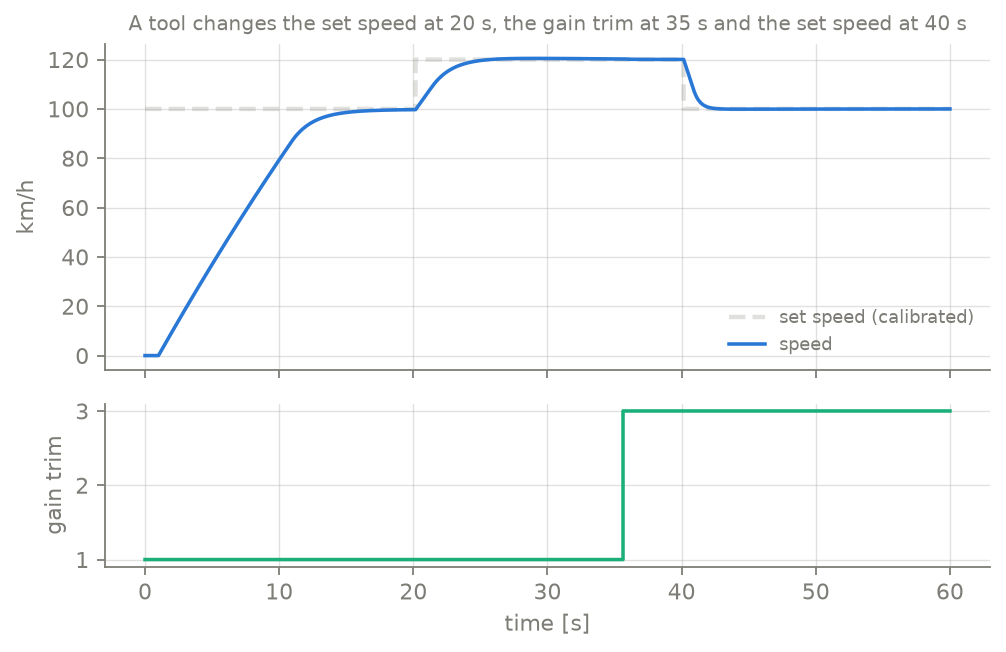 A tool changes the set speed at 20 s, the gain trim at 35 s and the set speed at 40 s
120
100
80
60
40
20
0
km/h
set speed (calibrated)
speed
3
2
1
gain trim
0 10 20 30 40 50 60
time [s]